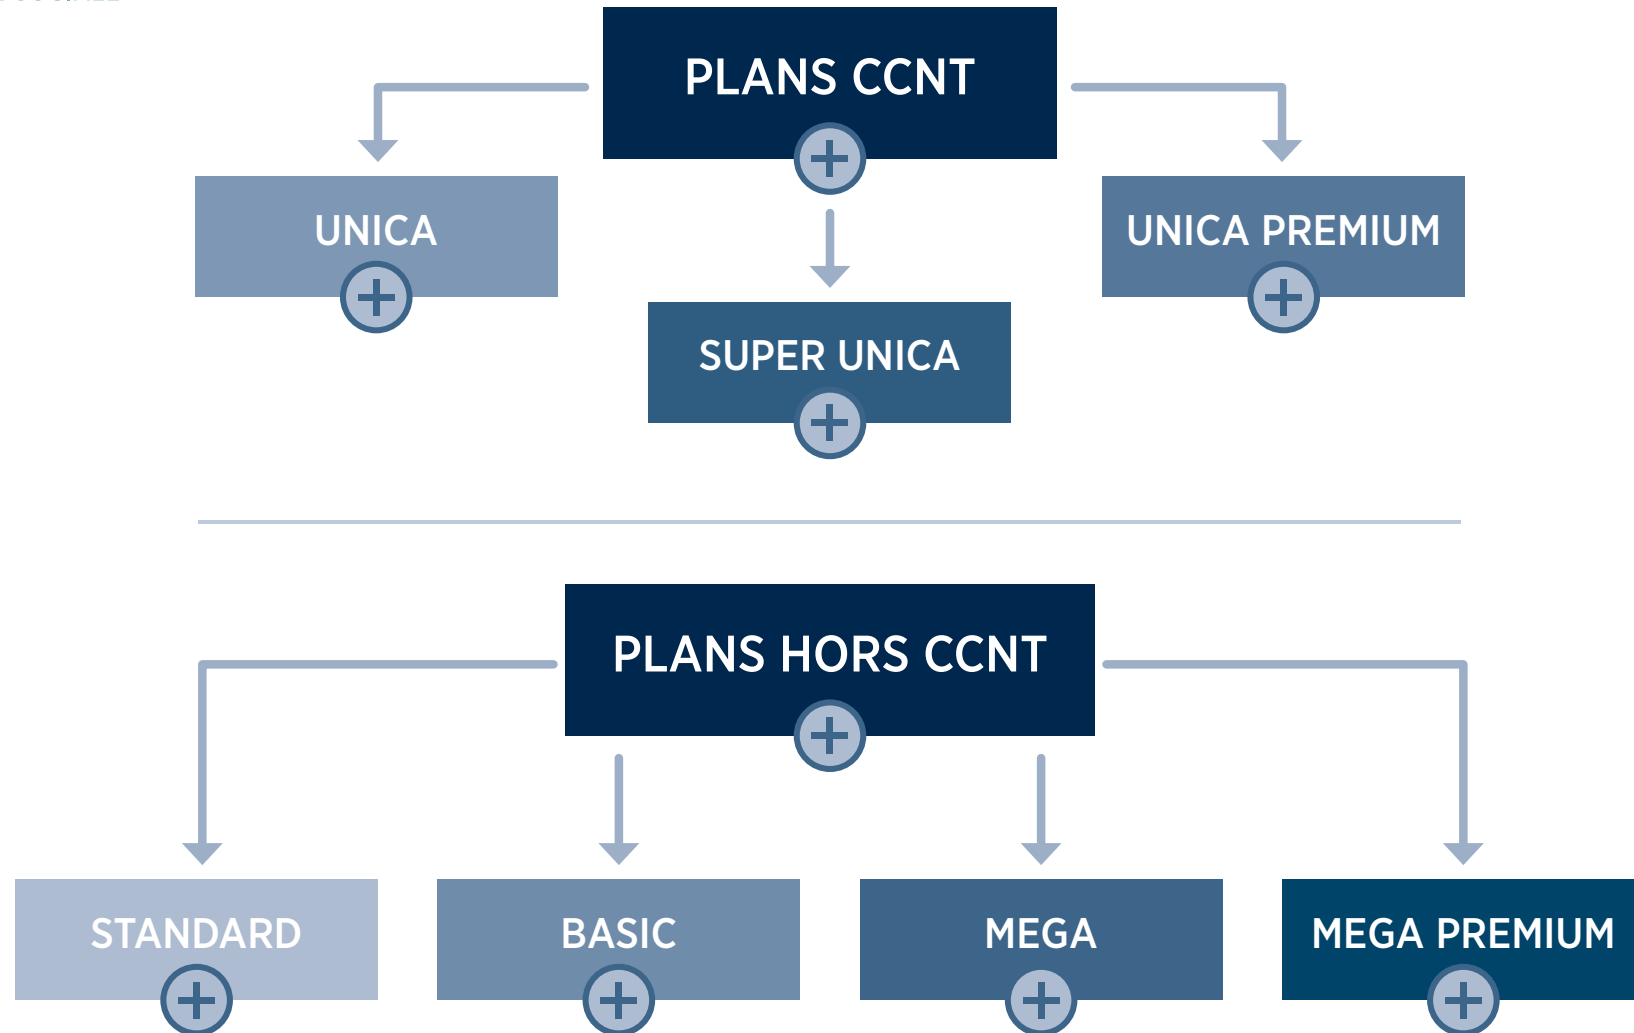 PLANS CCNT
UNICA
UNICA PREMIUM
SUPER UNICA
PLANS HORS CCNT
STANDARD
BASIC
MEGA
MEGA PREMIUM